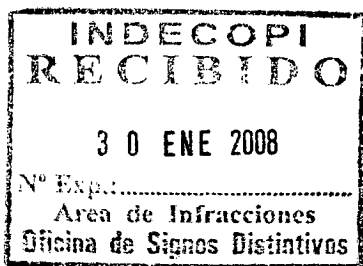 INDECOPI
RECIBIDO
30 ENE 2008
Nº Exp.:........................................
Area de Infracciones
Oficina de Signos Distintivos